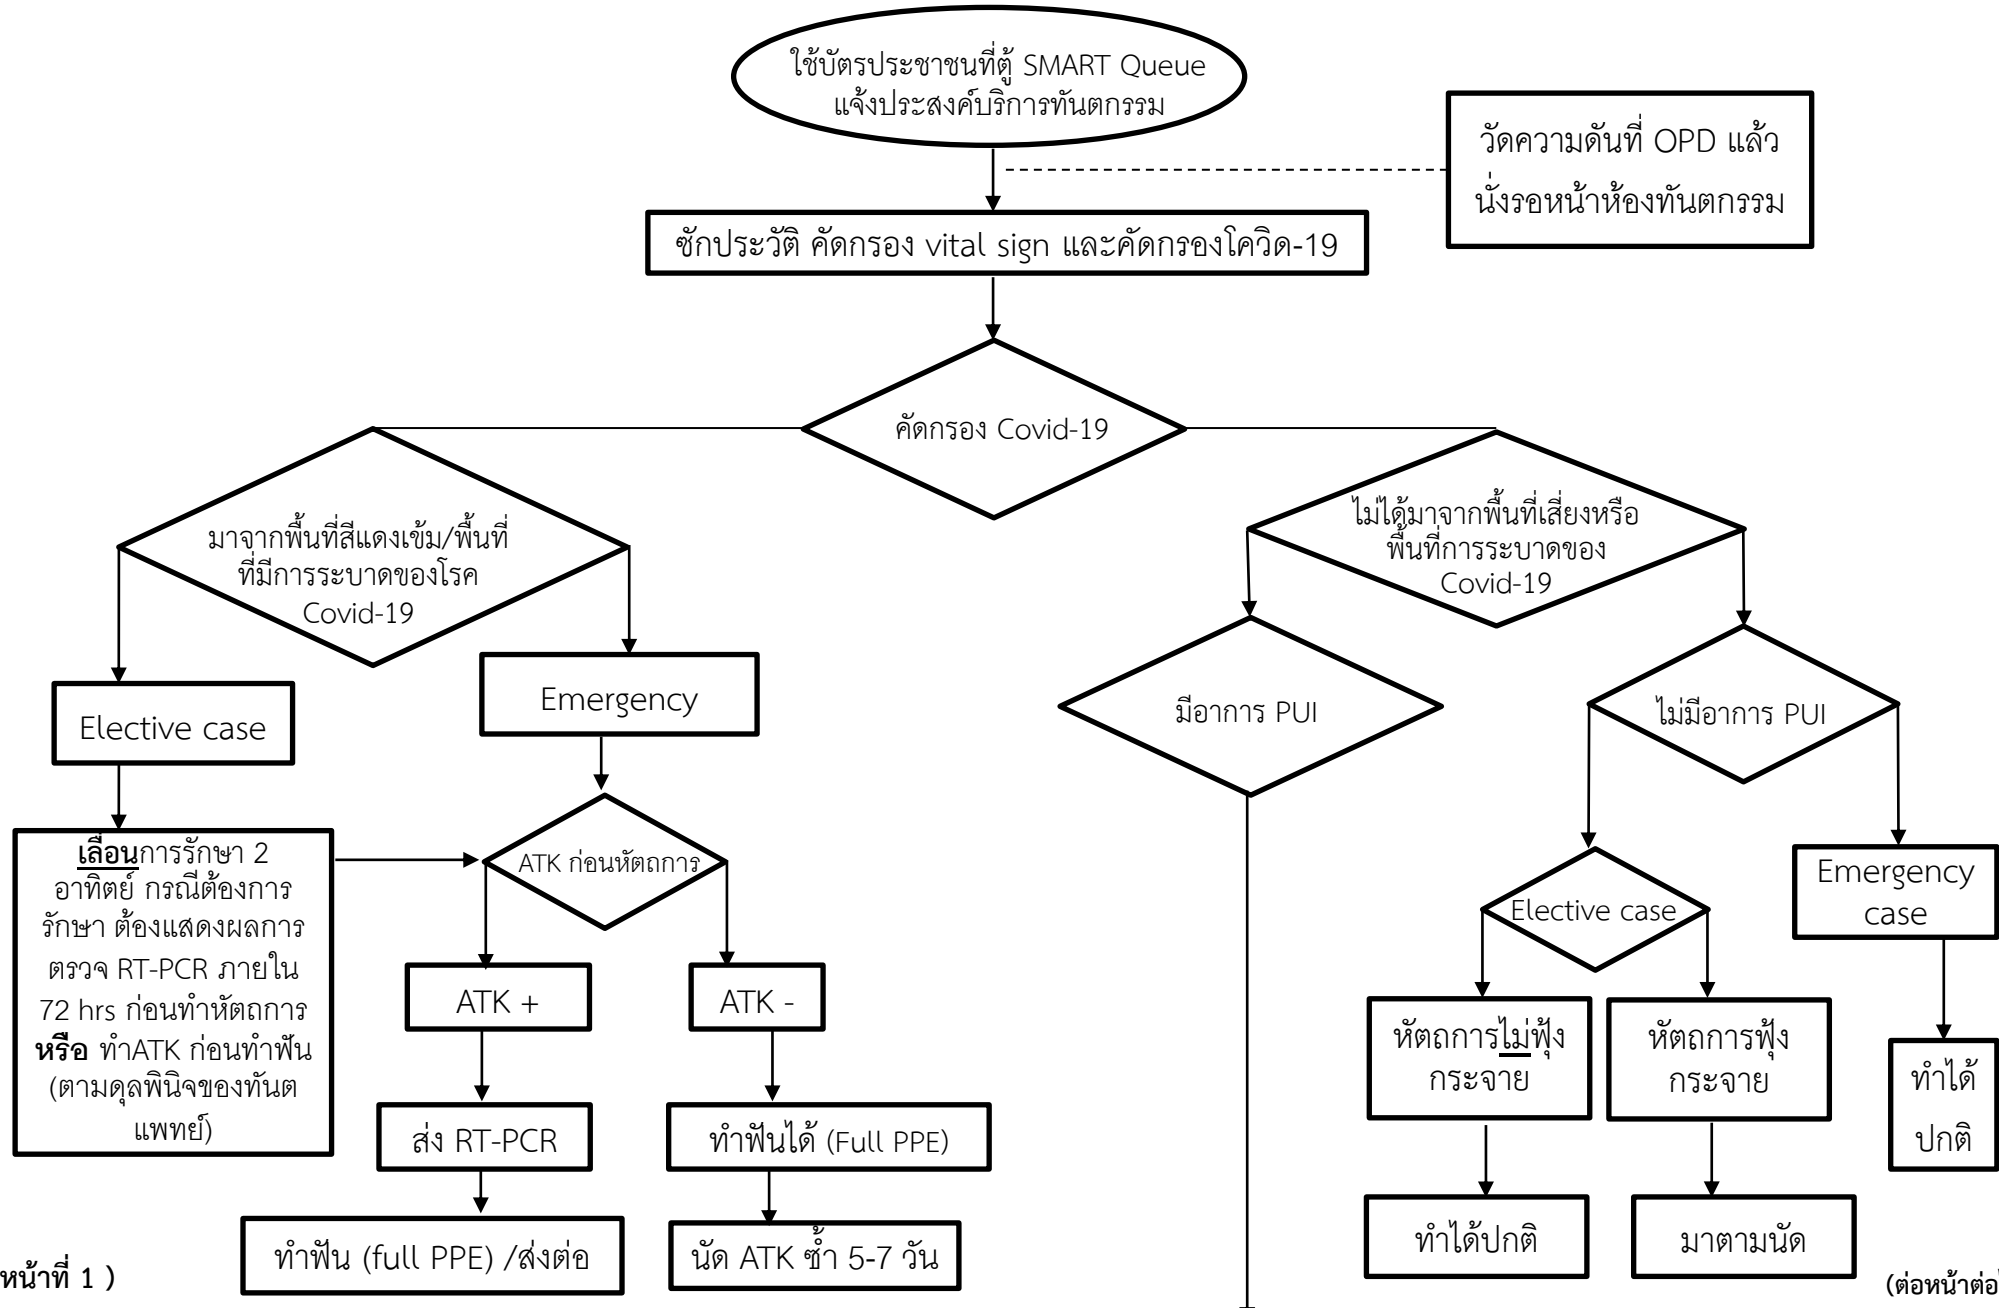 ใช้บัตรประชาชนที่ตู้ SMART Queue
แจ้งประสงค์บริการทันตกรรม
วัดความดันที่ OPD แล้ว
นั่งรอหน้าห้องทันตกรรม
ซักประวัติ คัดกรอง vital sign และคัดกรองโควิด-19
คัดกรอง Covid-19
มาจากพื้นที่สีแดงเข้ม/พื้นที่
ที่มีการระบาดของโรค
Covid-19
ไม่ได้มาจากพื้นที่เสี่ยงหรือ
พื้นที่การระบาดของ
Covid-19
Elective case
Emergency
มีอาการ PUI
ไม่มีอาการ PUI
เลื่อนการรักษา 2
อาทิตย์ กรณีต้องการ
รักษา ต้องแสดงผลการ
ตรวจ RT-PCR ภายใน
72 hrs ก่อนทำหัตถการ
หรือ ทำATK ก่อนทำฟัน
(ตามดุลพินิจของทันต
แพทย์)
ATK ก่อนหัตถการ
Elective case
Emergency
case
ATK +
ATK -
หัตถการไม่ฟุ้ง
กระจาย
หัตถการฟุ้ง
กระจาย
ทำได้
ปกติ
ส่ง RT-PCR
ทำฟันได้ (Full PPE)
ทำฟัน (full PPE) /ส่งต่อ
นัด ATK ซ้ำ 5-7 วัน
ทำได้ปกติ
มาตามนัด
หน้าที่ 1 )
(ต่อหน้าต่อ